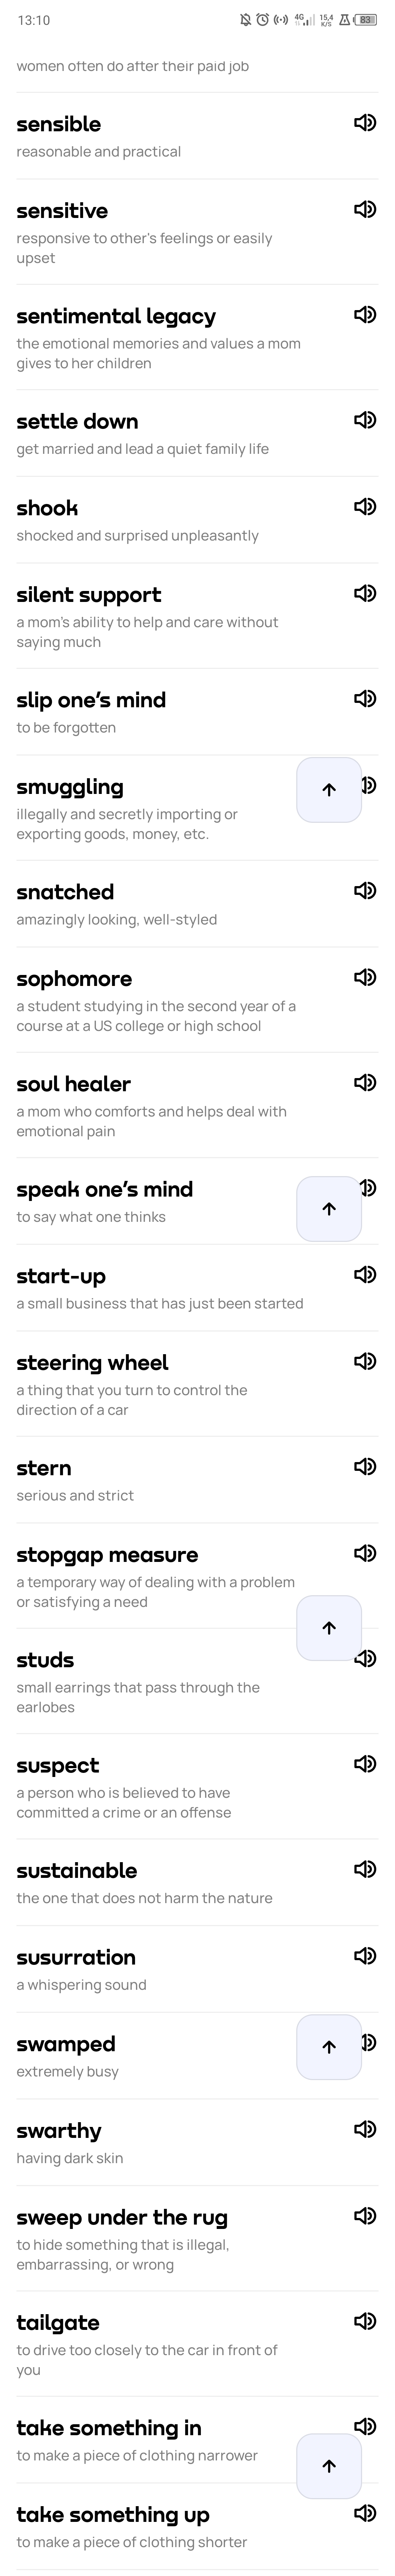 13:10
4G
15,4
K/S
83
women often do after their paid job
sensible
reasonable and practical
sensitive
responsive to other's feelings or easily
upset
sentimental legacy
the emotional memories and values a mom
gives to her children
settle down
get married and lead a quiet family life
shook
shocked and surprised unpleasantly
silent support
a mom's ability to help and care without
saying much
slip one's mind
to be forgotten
smuggling
illegally and secretly importing or
exporting goods, money, etc.
snatched
amazingly looking, well-styled
sophomore
a student studying in the second year of a
course at a US college or high school
soul healer
a mom who comforts and helps deal with
emotional pain
speak one's mind
to say what one thinks
start-up
a small business that has just been started
steering wheel
a thing that you turn to control the
direction of a car
stern
serious and strict
stopgap measure
a temporary way of dealing with a problem
or satisfying a need
studs
small earrings that pass through the
earlobes
suspect
a person who is believed to have
committed a crime or an offense
sustainable
the one that does not harm the nature
susurration
a whispering sound
swamped
extremely busy
swarthy
having dark skin
sweep under the rug
to hide something that is illegal,
embarrassing, or wrong
tailgate
to drive too closely to the car in front of
you
take something in
to make a piece of clothing narrower
take something up
to make a piece of clothing shorter